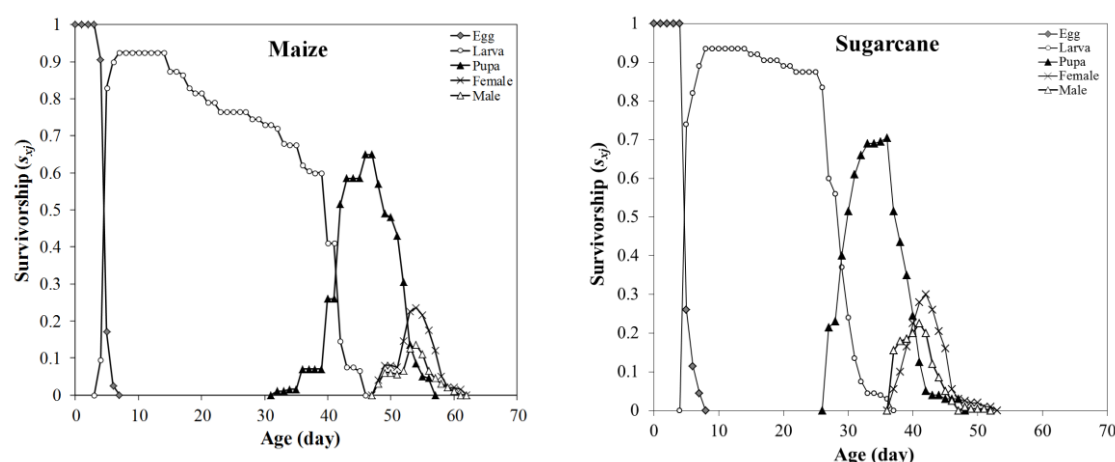 Maize
Egg
Larva
Pupa
Female
Male
Survivorship (sxj)
1
0.9
0.8
0.7
0.6
0.5
0.4
0.3
0.2
0.1
0
0 10 20 30 40 50 60 70
Age (day)
Sugarcane
Egg
Larva
Pupa
Female
Male
Survivorship (sxj)
1
0.9
0.8
0.7
0.6
0.5
0.4
0.3
0.2
0.1
0
0 10 20 30 40 50 60 70
Age (day)